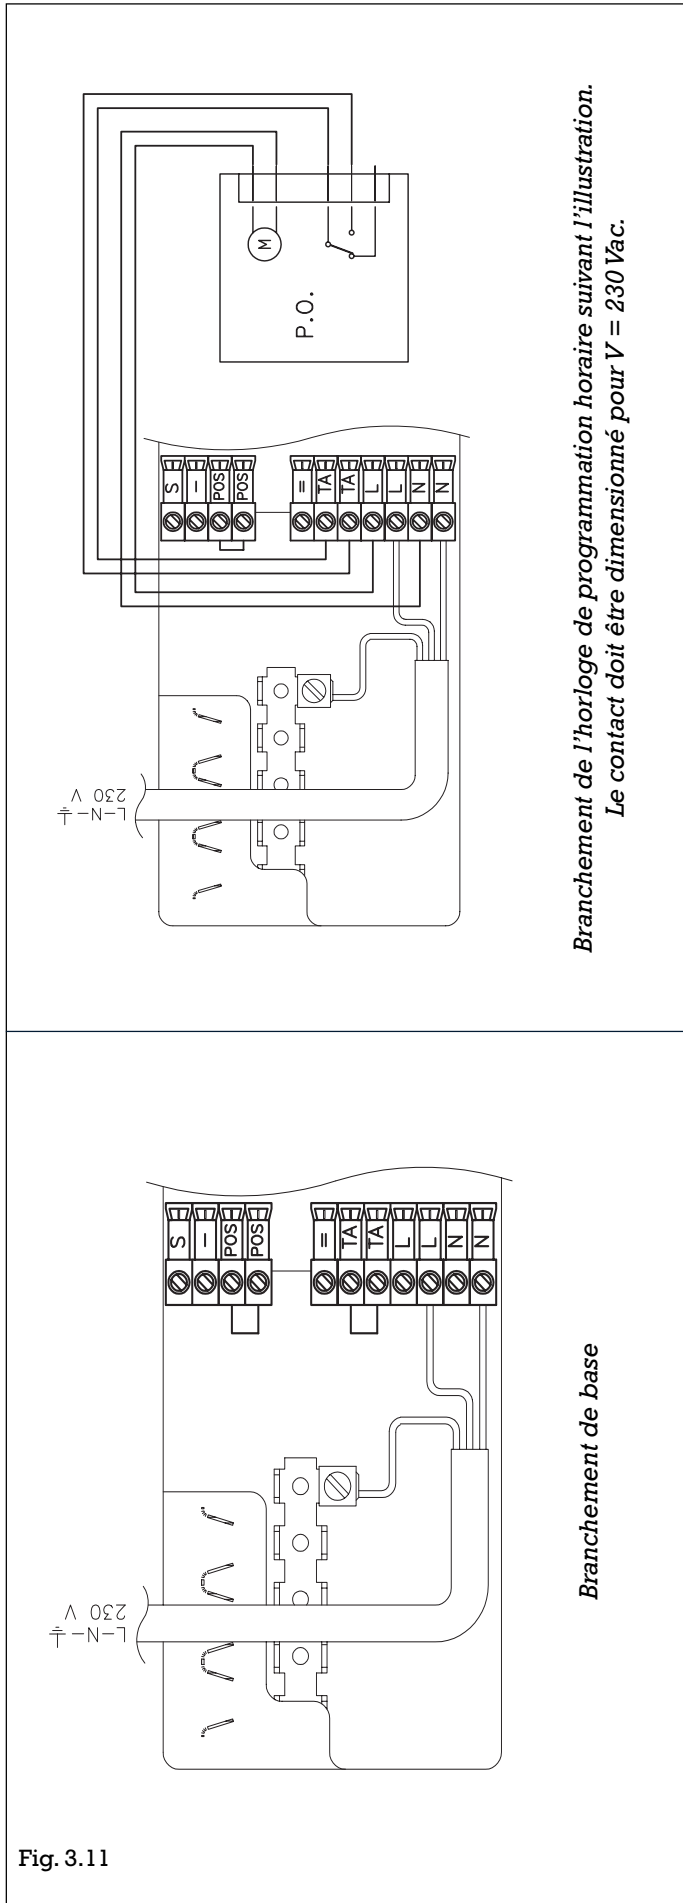 S
–
POS
POS
=
TA
TA
L
L
N
N
M
P.O.
L–N–⏚
230 V
Branchement de l'horloge de programmation horaire suivant l'illustration.
Le contact doit être dimensionné pour V = 230 Vac.
S
–
POS
POS
=
TA
TA
L
L
N
N
L–N–⏚
230 V
Branchement de base
Fig. 3.11